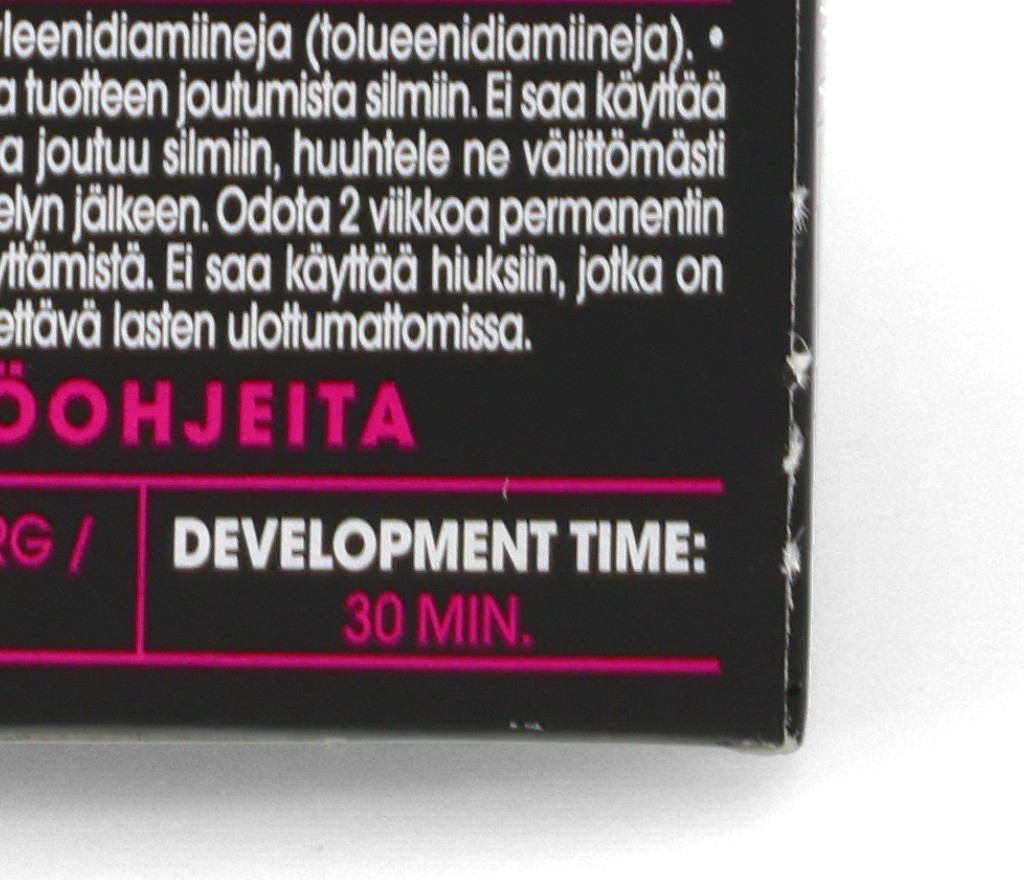 yleenidiamiineja (tolueenidiamiineja). •
a tuotteen joutumista silmiin. Ei saa käyttää
a joutuu silmiin, huuhtele ne välittömästi
elyn jälkeen. Odota 2 viikkoa permanentin
yttämistä. Ei saa käyttää hiuksiin, jotka on
ettävä lasten ulottumattomissa.
ÖOHJEITA
RG /
DEVELOPMENT TIME:
30 MIN.